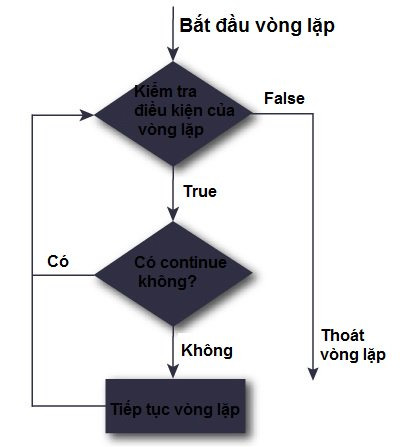 Bắt đầu vòng lặp
Kiểm tra
điều kiện của
vòng lặp
False
True
Có
Có continue
không?
Không
Thoát
vòng lặp
Tiếp tục vòng lặp